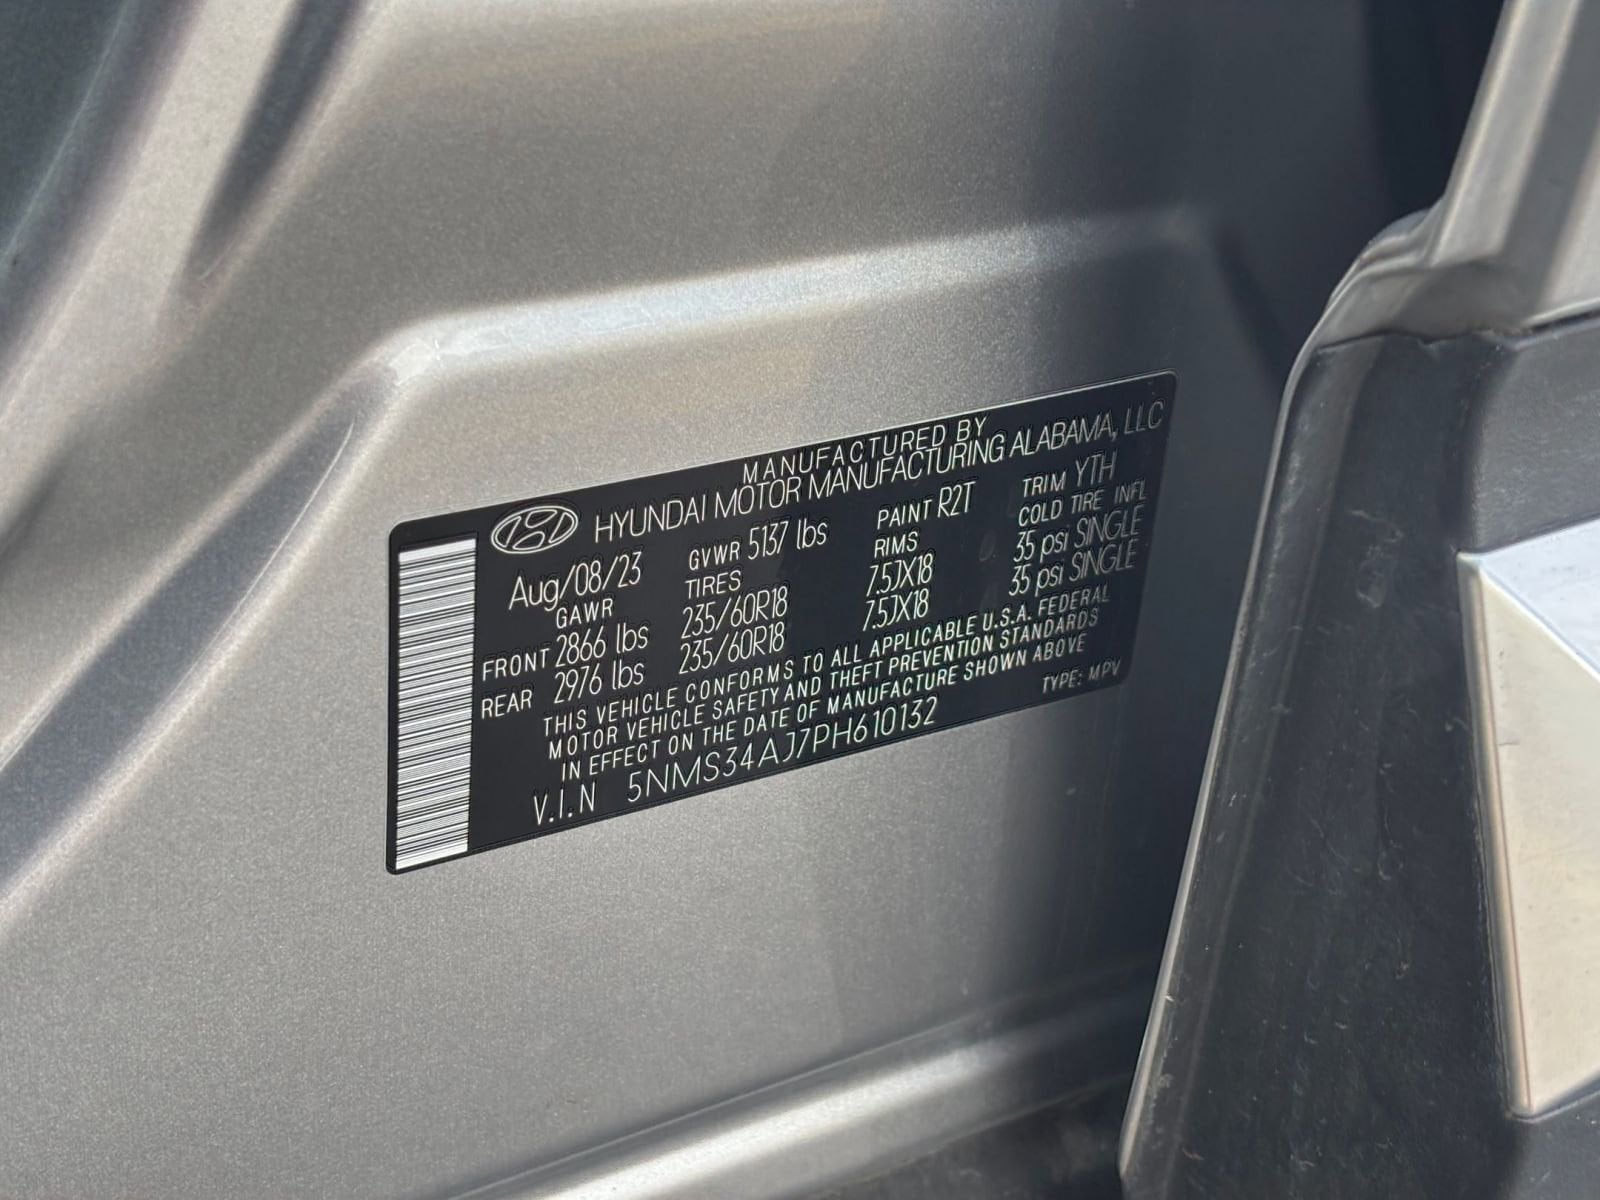 MANUFACTURED BY
HYUNDAI MOTOR MANUFACTURING ALABAMA, LLC
Aug/08/23 GVWR 5137 lbs PAINT R2T TRIM YTH
GAWR TIRES RIMS COLD TIRE INFL
FRONT 2866 lbs 235/60R18 7.5JX18 35 psi SINGLE
REAR 2976 lbs 235/60R18 7.5JX18 35 psi SINGLE
THIS VEHICLE CONFORMS TO ALL APPLICABLE U.S.A. FEDERAL
MOTOR VEHICLE SAFETY AND THEFT PREVENTION STANDARDS
IN EFFECT ON THE DATE OF MANUFACTURE SHOWN ABOVE
V.I.N 5NMS34AJ7PH610132 TYPE: MPV